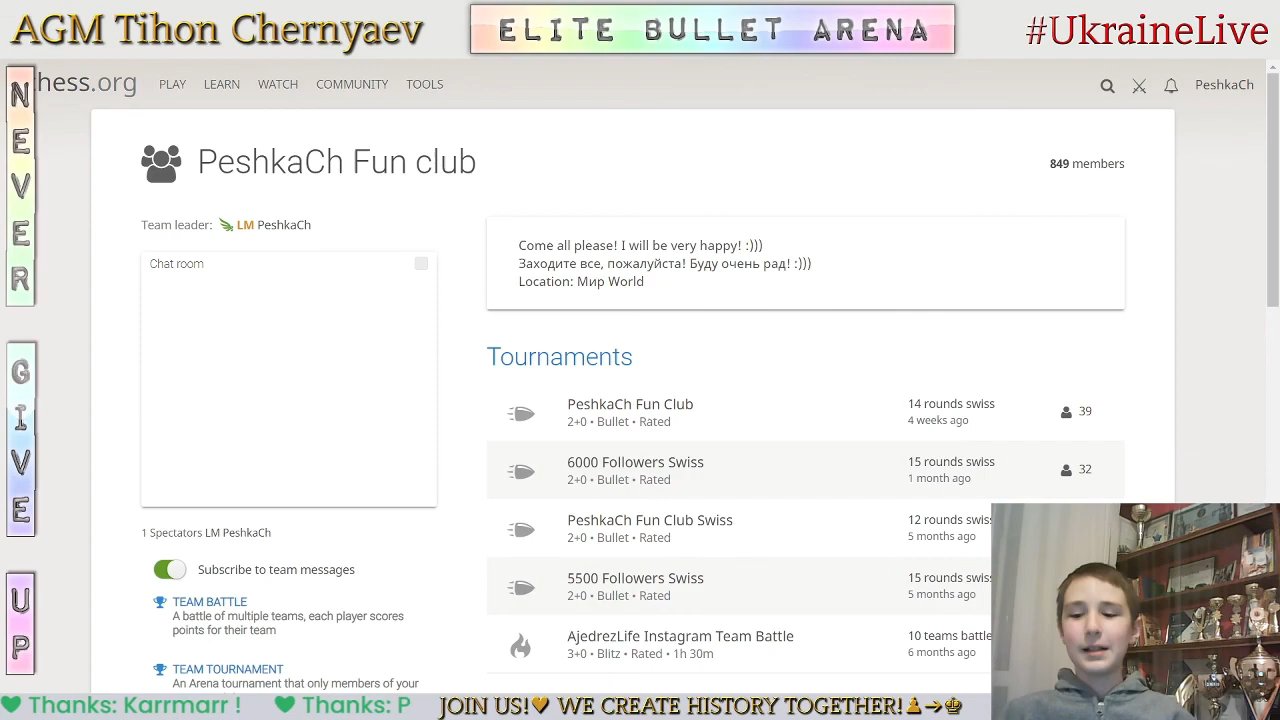 AGM Tihon Chernyaev
ELITE BULLET ARENA
#UkraineLive
hess.org
PLAY LEARN WATCH COMMUNITY TOOLS
PeshkaCh
NEVER
GIVE
UP
PeshkaCh Fun club
849 members
Team leader: LM PeshkaCh
Chat room
Come all please! I will be very happy! :)))
Заходите все, пожалуйста! Буду очень рад! :)))
Location: Мир World
Tournaments
PeshkaCh Fun Club
2+0 • Bullet • Rated
14 rounds swiss
4 weeks ago
39
6000 Followers Swiss
2+0 • Bullet • Rated
15 rounds swiss
1 month ago
32
PeshkaCh Fun Club Swiss
2+0 • Bullet • Rated
12 rounds swiss
5 months ago
5500 Followers Swiss
2+0 • Bullet • Rated
15 rounds swiss
5 months ago
AjedrezLife Instagram Team Battle
3+0 • Blitz • Rated • 1h 30m
10 teams battle
6 months ago
1 Spectators LM PeshkaCh
Subscribe to team messages
TEAM BATTLE
A battle of multiple teams, each player scores
points for their team
TEAM TOURNAMENT
An Arena tournament that only members of your
Thanks: Karrmarr ! Thanks: P
JOIN US!🧡 WE CREATE HISTORY TOGETHER!♟→♚